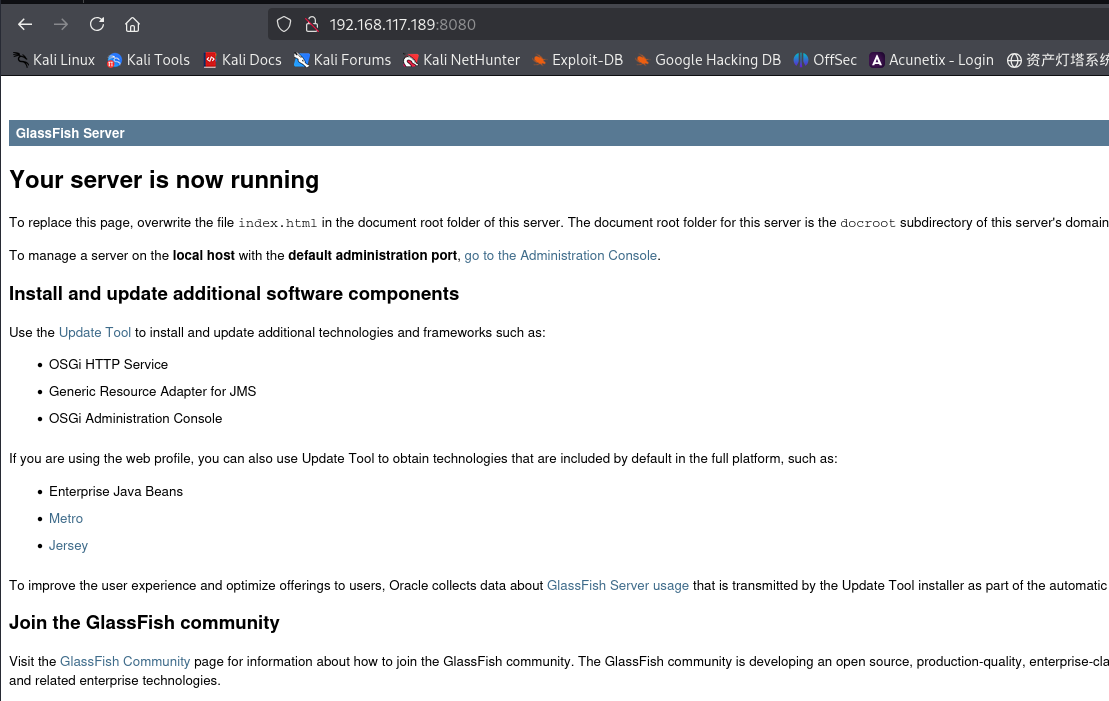 192.168.117.189:8080
Kali Linux Kali Tools Kali Docs Kali Forums Kali NetHunter Exploit-DB Google Hacking DB OffSec Acunetix - Login 资产灯塔系统
GlassFish Server
Your server is now running
To replace this page, overwrite the file index.html in the document root folder of this server. The document root folder for this server is the docroot subdirectory of this server's domain
To manage a server on the local host with the default administration port, go to the Administration Console.
Install and update additional software components
Use the Update Tool to install and update additional technologies and frameworks such as:
• OSGi HTTP Service
• Generic Resource Adapter for JMS
• OSGi Administration Console
If you are using the web profile, you can also use Update Tool to obtain technologies that are included by default in the full platform, such as:
• Enterprise Java Beans
• Metro
• Jersey
To improve the user experience and optimize offerings to users, Oracle collects data about GlassFish Server usage that is transmitted by the Update Tool installer as part of the automatic
Join the GlassFish community
Visit the GlassFish Community page for information about how to join the GlassFish community. The GlassFish community is developing an open source, production-quality, enterprise-cla
and related enterprise technologies.